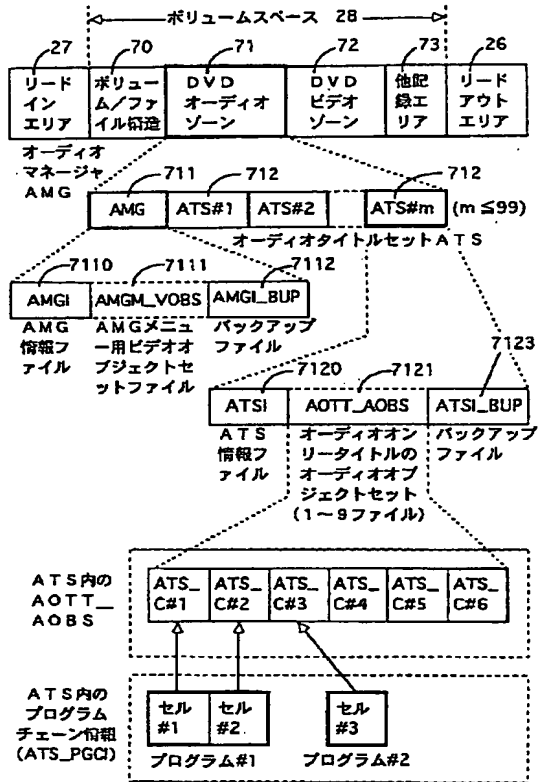 ボリュームスペース 28
27
70
71
72
73
26
リード
イン
エリア
ボリュー
ム/ファ
イル構造
DVD
オーディオ
ゾーン
DVD
ビデオ
ゾーン
他記
録エ
リア
リード
アウト
エリア
オーディオ
マネージャ
AMG
711
712
712
AMG
ATS#1
ATS#2
ATS#m
(m≦99)
オーディオタイトルセットATS
7110
7111
7112
AMGI
AMGM_VOBS
AMGI_BUP
AMG
情報フ
ァイル
AMGメニュ
ー用ビデオオ
ブジェクトセ
ットファイル
バックアップ
ファイル
7120
7121
7123
ATSI
AOTT_AOBS
ATSI_BUP
ATS
情報フ
ァイル
オーディオオン
リータイトルの
オーディオオブ
ジェクトセット
(1〜9ファイル)
バックアップ
ファイル
ATS内の
AOTT_
AOBS
ATS_
C#1
ATS_
C#2
ATS_
C#3
ATS_
C#4
ATS_
C#5
ATS_
C#6
ATS内の
プログラム
チェーン情報
(ATS_PGCI)
セル
#1
セル
#2
セル
#3
プログラム#1
プログラム#2